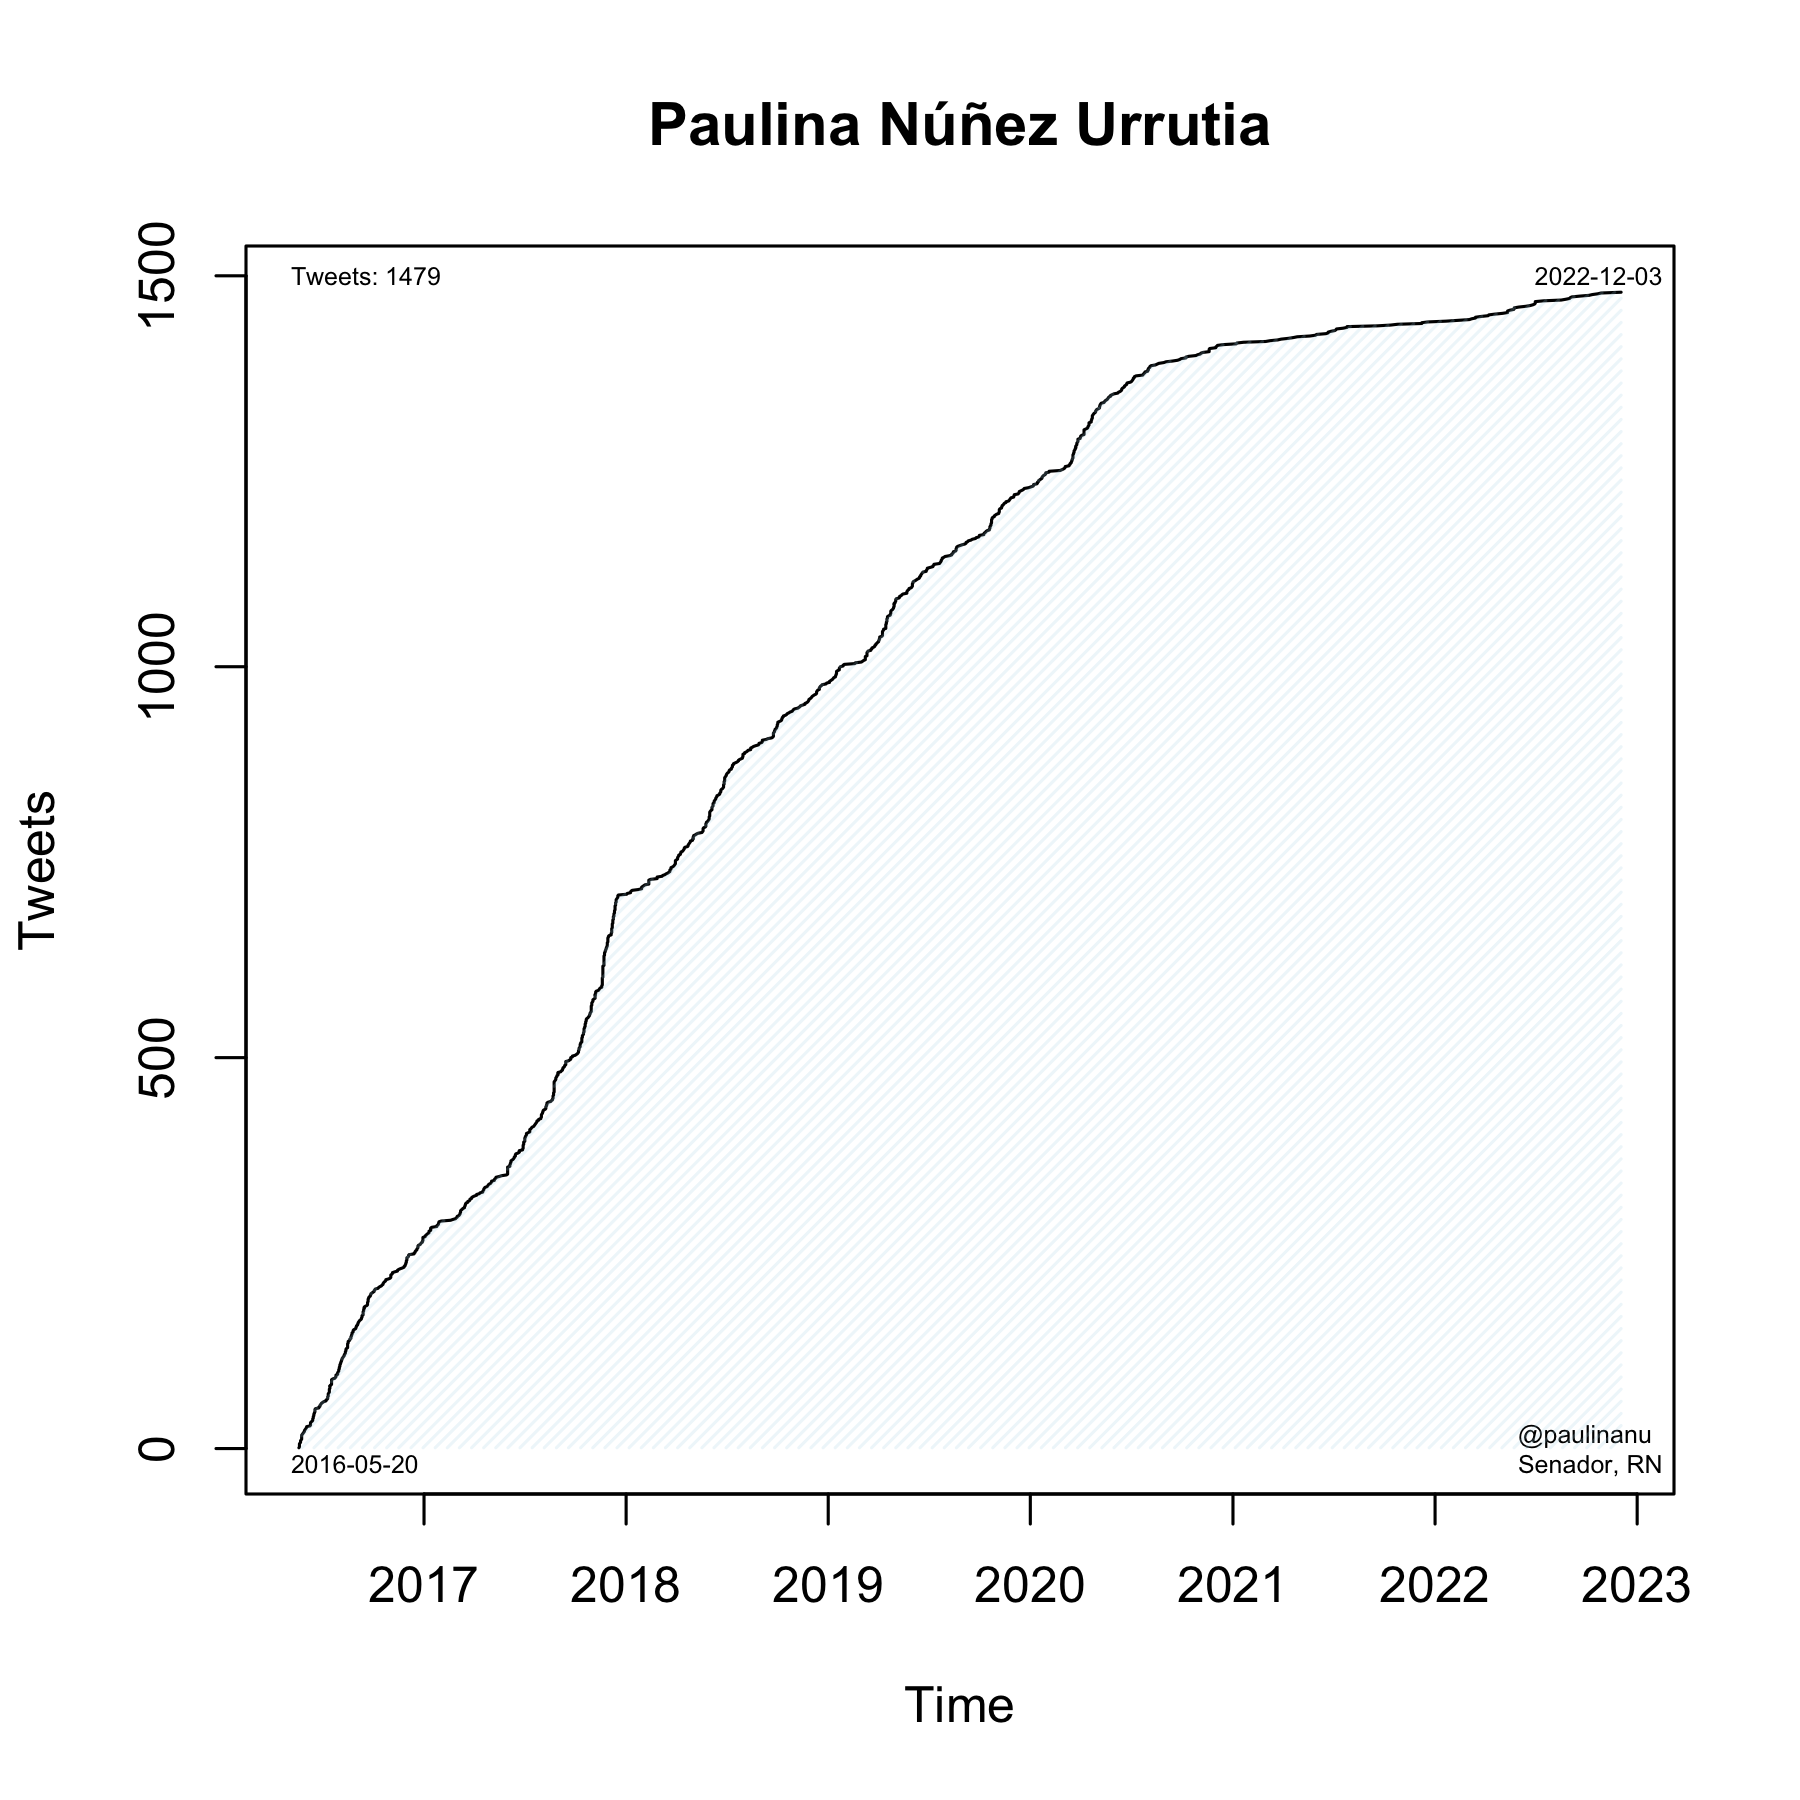 Paulina Núñez Urrutia
Tweets: 1479
2022-12-03
1500
1000
500
0
Tweets
2016-05-20
@paulinanu
Senador, RN
2017 2018 2019 2020 2021 2022 2023
Time